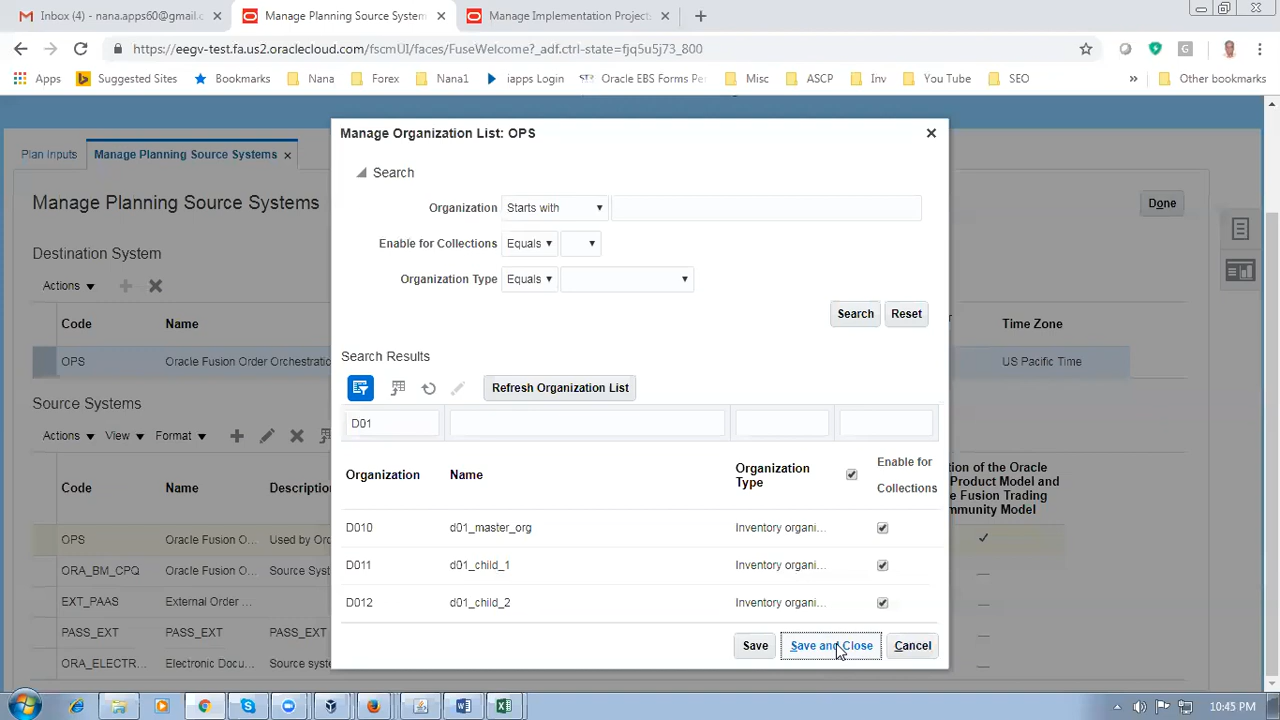 Inbox (4) - nana.apps60@gmail.c
Manage Planning Source System
Manage Implementation Project
https://eegv-test.fa.us2.oraclecloud.com/fscmUI/faces/FuseWelcome?_adf.ctrl-state=fjq5u5j73_800
G
Apps
Suggested Sites
Bookmarks
Nana
Forex
Nana1
iapps Login
Oracle EBS Forms Pe
Misc
ASCP
Inv
You Tube
SEO
»
Other bookmarks
Plan Inputs
Manage Planning Source Systems
Manage Planning Source Systems
Done
Destination System
Actions
Code
Name
Time Zone
OPS
Oracle Fusion Order Orchestratio
US Pacific Time
Source Systems
Actions
View
Format
Code
Name
Descriptio
tion of the Oracle
Product Model and
e Fusion Trading
mmunity Model
OPS
Oracle Fusion O...
Used by Or
ORA_BM_CPQ
Oracle Fusion O...
Source Sys
EXT_PAAS
External Order ...
PASS_EXT
PASS_EXT
PASS_EXT
ORA_ELECTR...
Electronic Docu...
Source syste
Manage Organization List: OPS
Search
Organization
Starts with
Enable for Collections
Equals
Organization Type
Equals
Search
Reset
Search Results
Refresh Organization List
D01
Organization
Name
Organization
Type
Enable for
Collections
D010
d01_master_org
Inventory organi...
D011
d01_child_1
Inventory organi...
D012
d01_child_2
Inventory organi...
Save
Save and Close
Cancel
10:45 PM